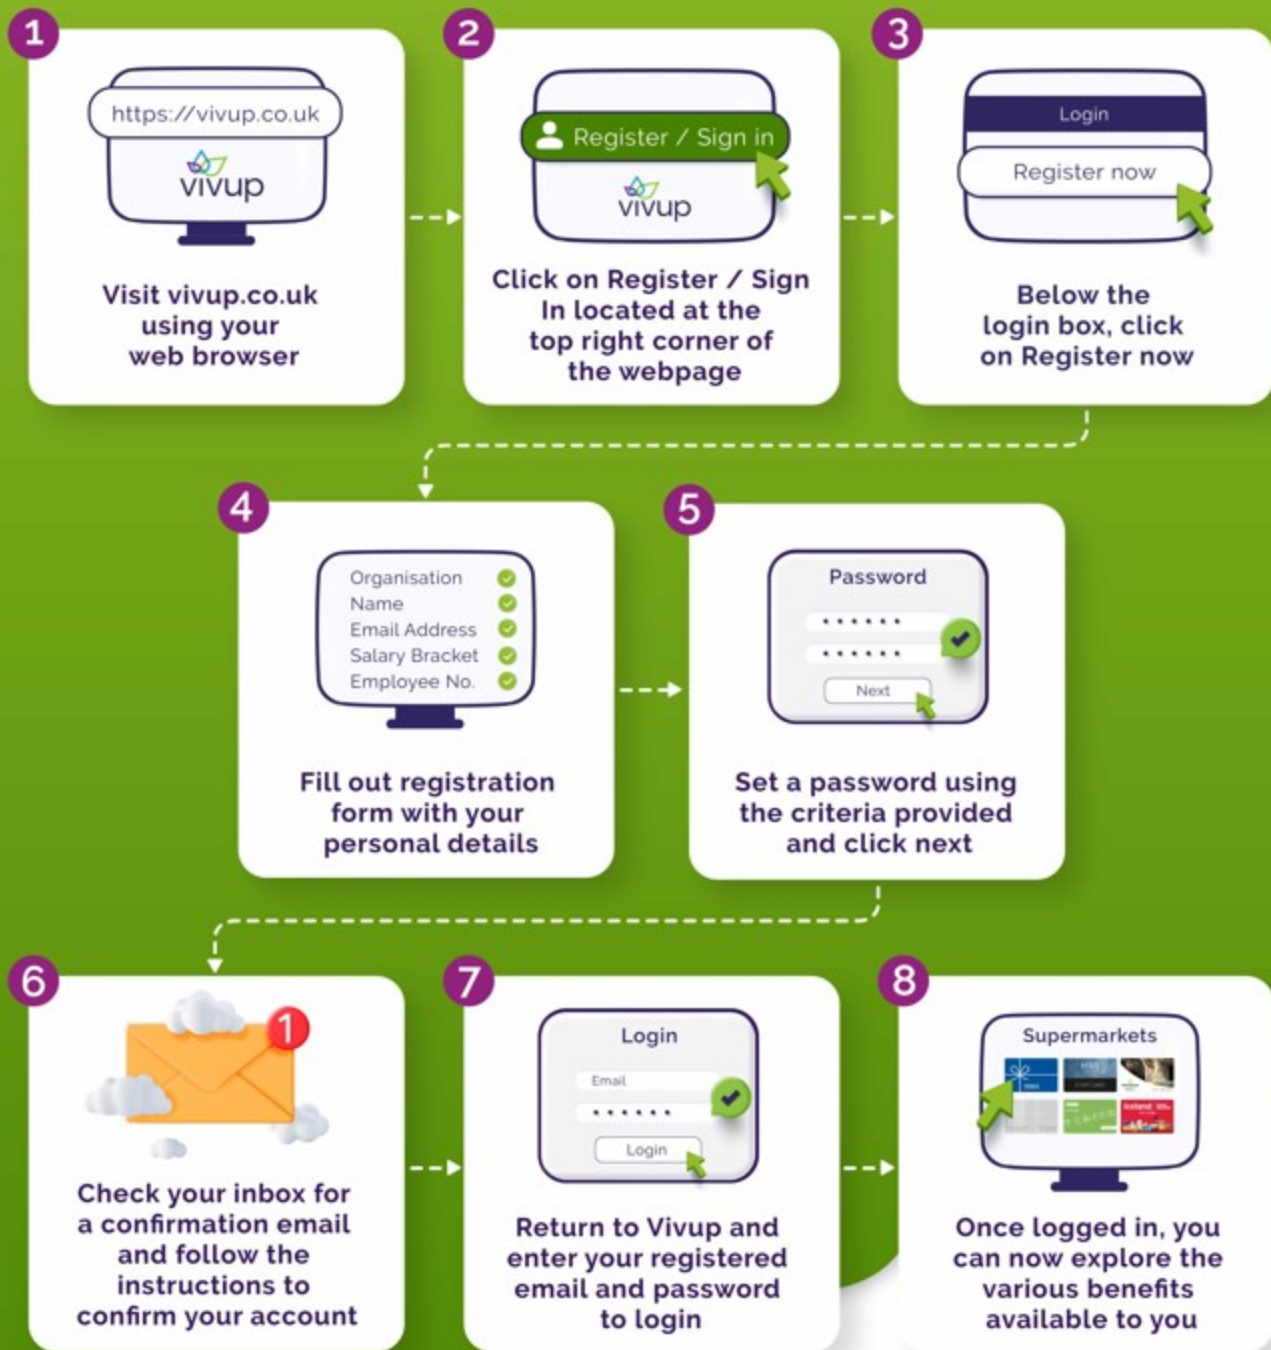 1
https://vivup.co.uk
vivup
Visit vivup.co.uk
using your
web browser
2
Register / Sign in
vivup
Click on Register / Sign
In located at the
top right corner of
the webpage
3
Login
Register now
Below the
login box, click
on Register now
4
Organisation
Name
Email Address
Salary Bracket
Employee No.
Fill out registration
form with your
personal details
5
Password
* * * * * *
* * * * * *
Next
Set a password using
the criteria provided
and click next
6
1
Check your inbox for
a confirmation email
and follow the
instructions to
confirm your account
7
Login
Email
* * * * * *
Login
Return to Vivup and
enter your registered
email and password
to login
8
Supermarkets
Iceland
Once logged in, you
can now explore the
various benefits
available to you